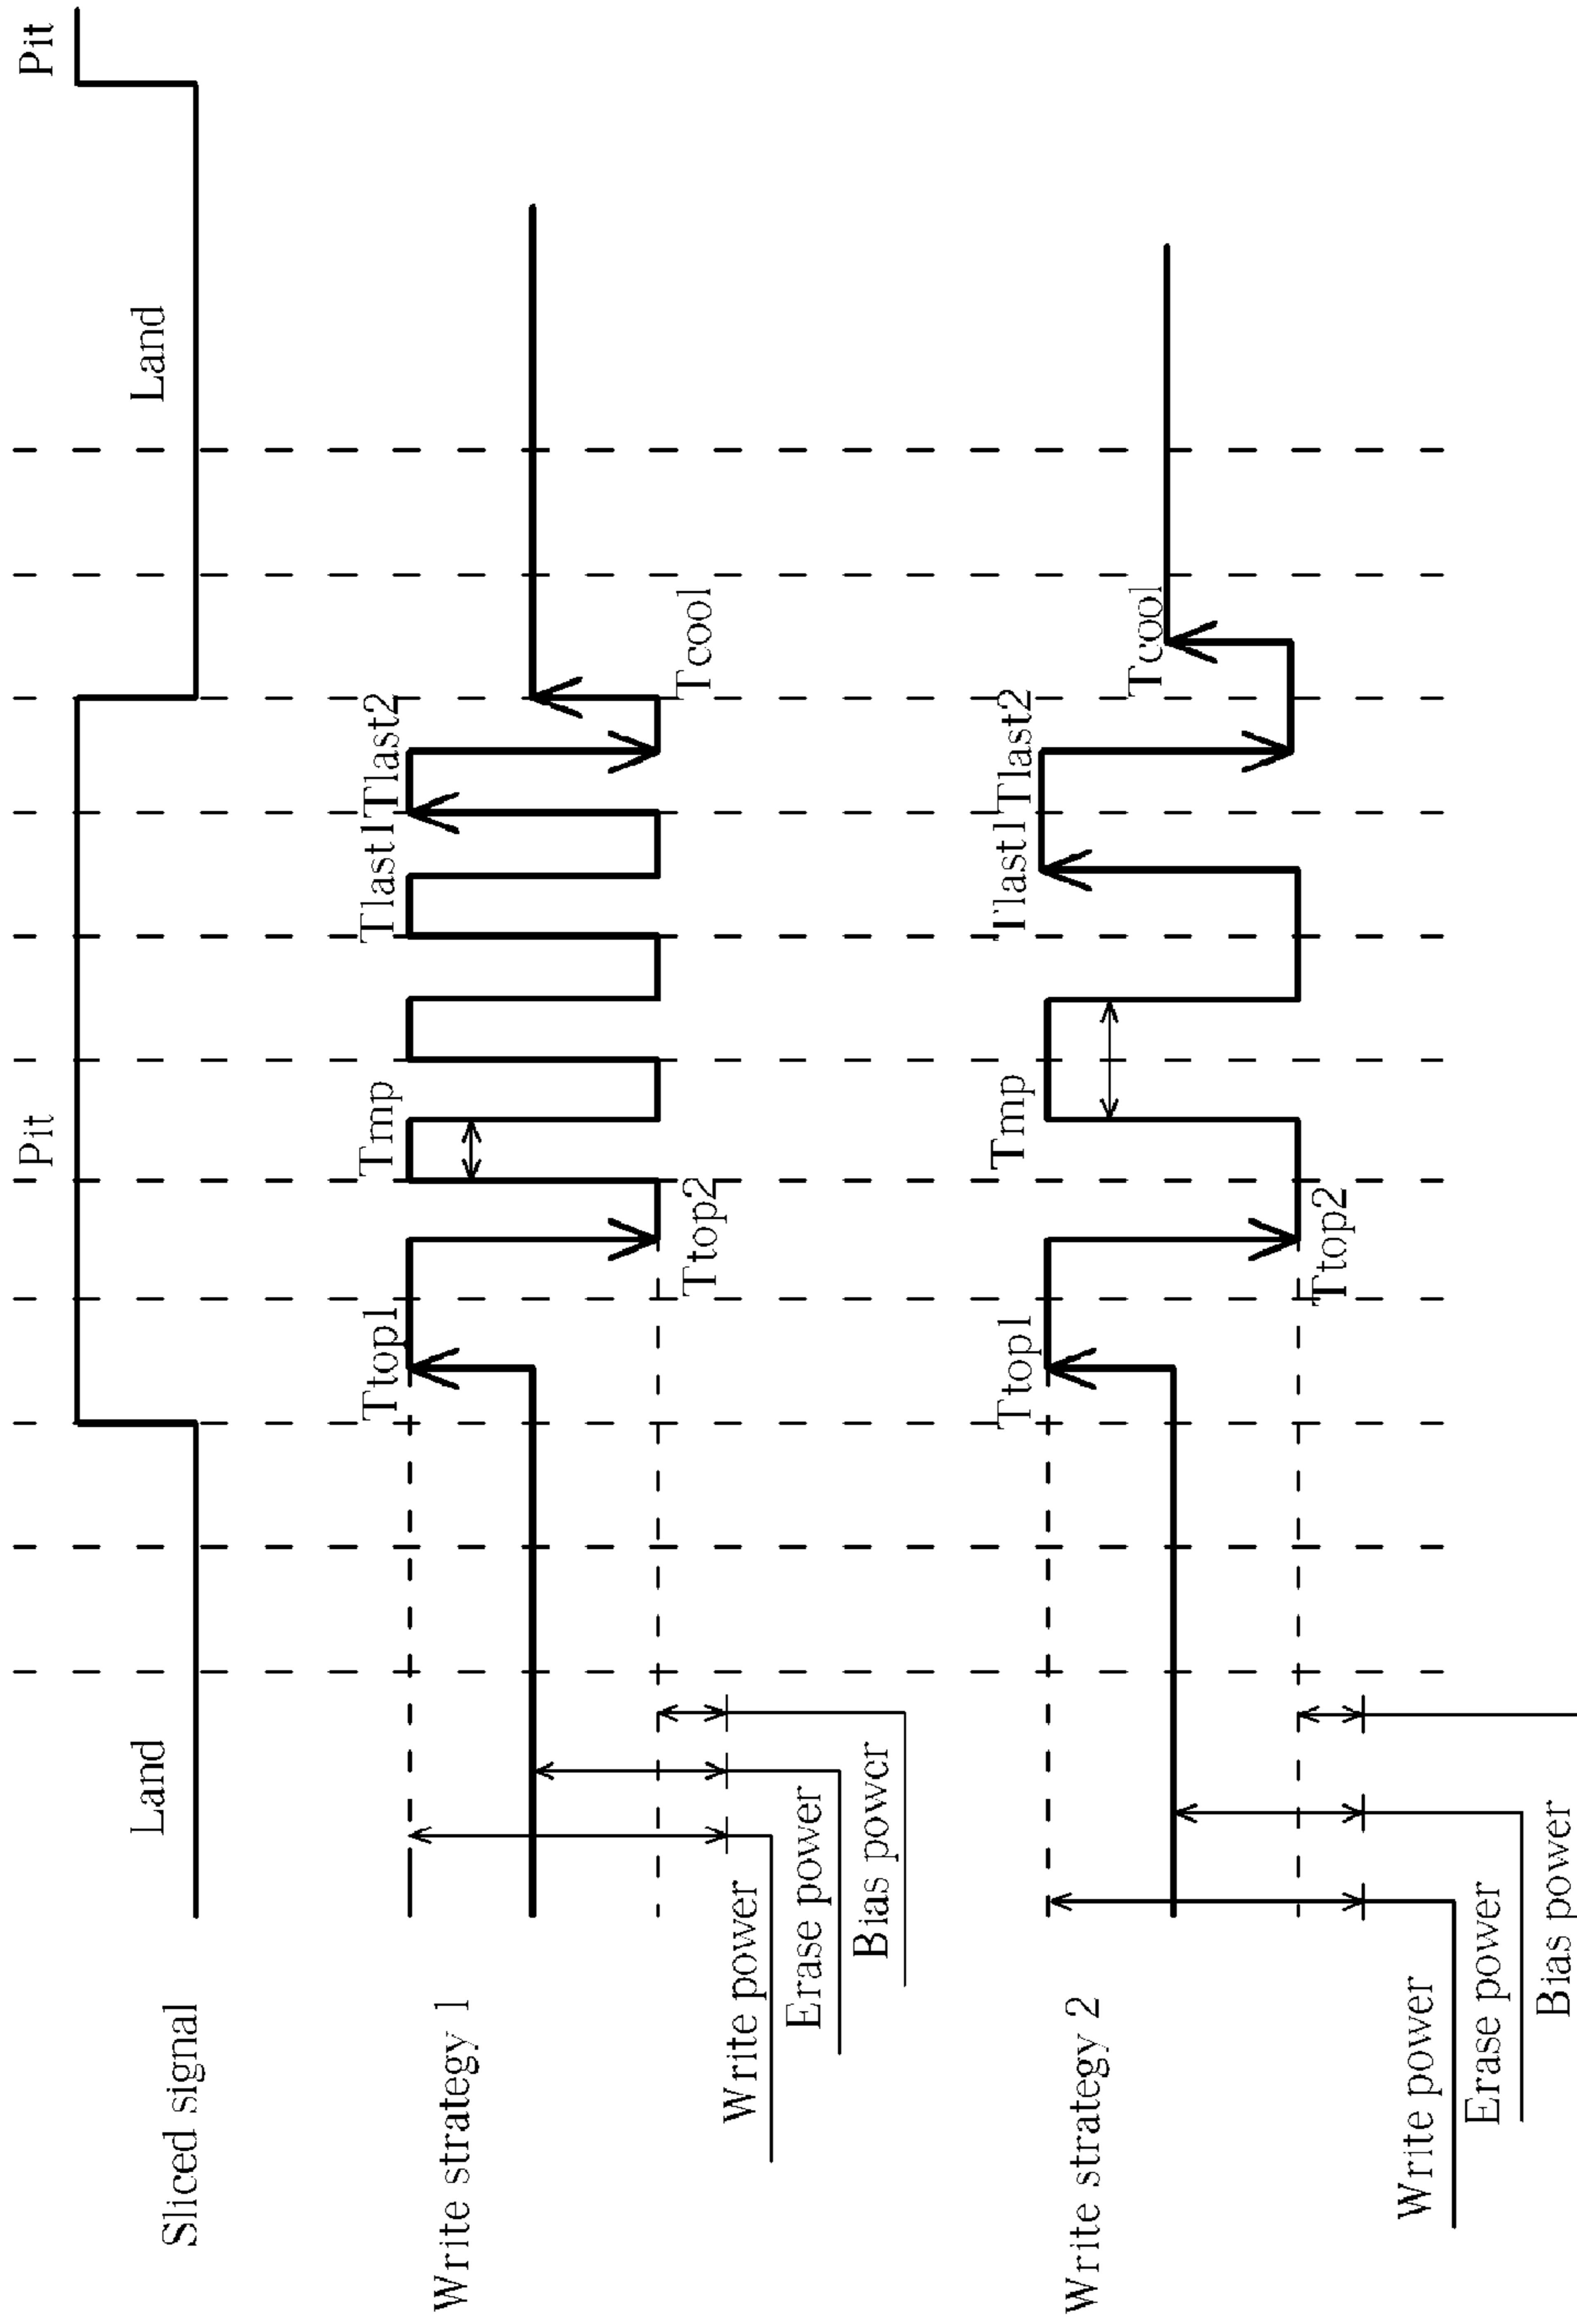 Sliced signal
Land
Pit
Land
Pit
Write strategy 1
Ttop1
Tmp
Tlast1
Tlast2
Ttop2
Tcool
Write power
Erase power
Bias power
Write strategy 2
Ttop1
Tmp
Tlast1
Tlast2
Ttop2
Tcool
Write power
Erase power
Bias power